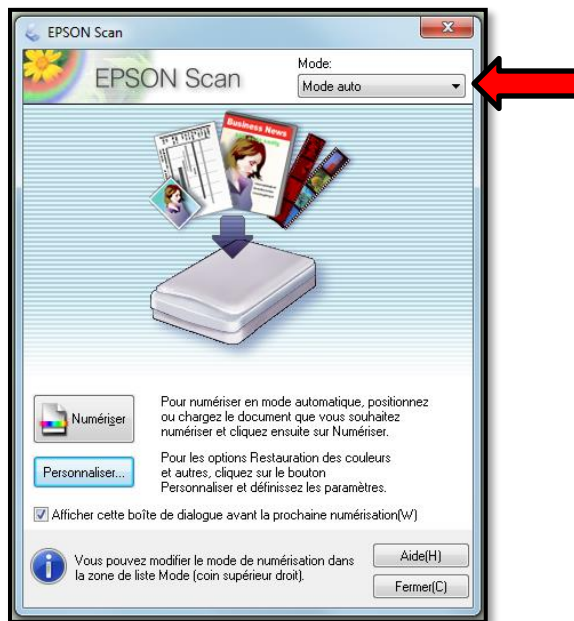 EPSON Scan
EPSON Scan
Mode:
Mode auto
Business News
Numériser
Pour numériser en mode automatique, positionnez
ou chargez le document que vous souhaitez
numériser et cliquez ensuite sur Numériser.
Personnaliser...
Pour les options Restauration des couleurs
et autres, cliquez sur le bouton
Personnaliser et définissez les paramètres.
Afficher cette boîte de dialogue avant la prochaine numérisation(W)
Vous pouvez modifier le mode de numérisation dans
la zone de liste Mode (coin supérieur droit).
Aide(H)
Fermer(C)